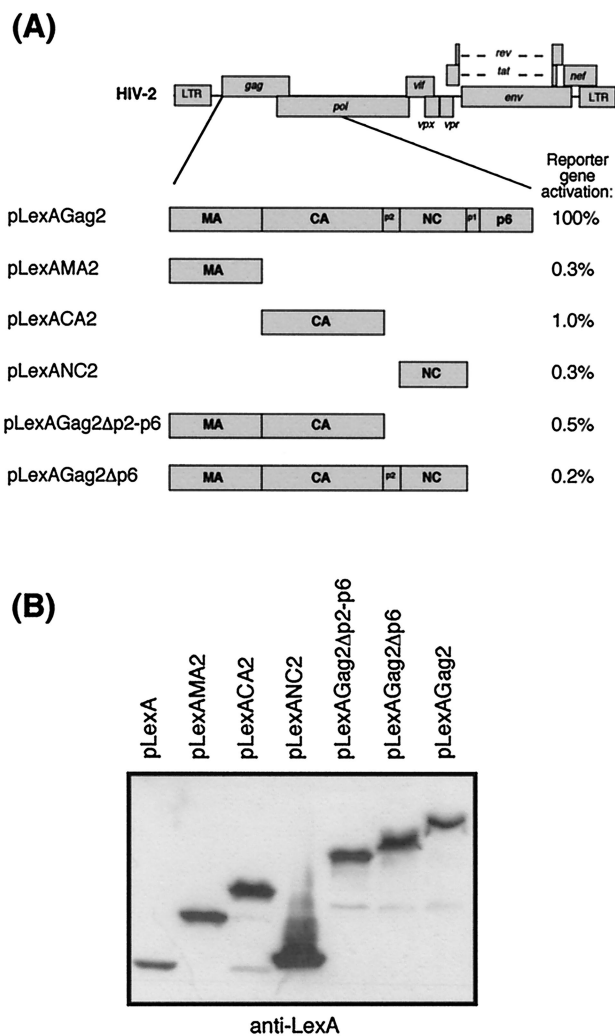 (A)
rev
tat
gag
vif
nef
HIV-2
LTR
pol
env
LTR
vpx
vpr
Reporter
gene
activation:
pLexAGag2
MA
CA
p2
NC
p1
p6
100%
pLexAMA2
MA
0.3%
pLexACA2
CA
1.0%
pLexANC2
NC
0.3%
pLexAGag2Δp2-p6
MA
CA
0.5%
pLexAGag2Δp6
MA
CA
p2
NC
0.2%
(B)
pLexA
pLexAMA2
pLexACA2
pLexANC2
pLexAGag2Δp2-p6
pLexAGag2Δp6
pLexAGag2
anti-LexA